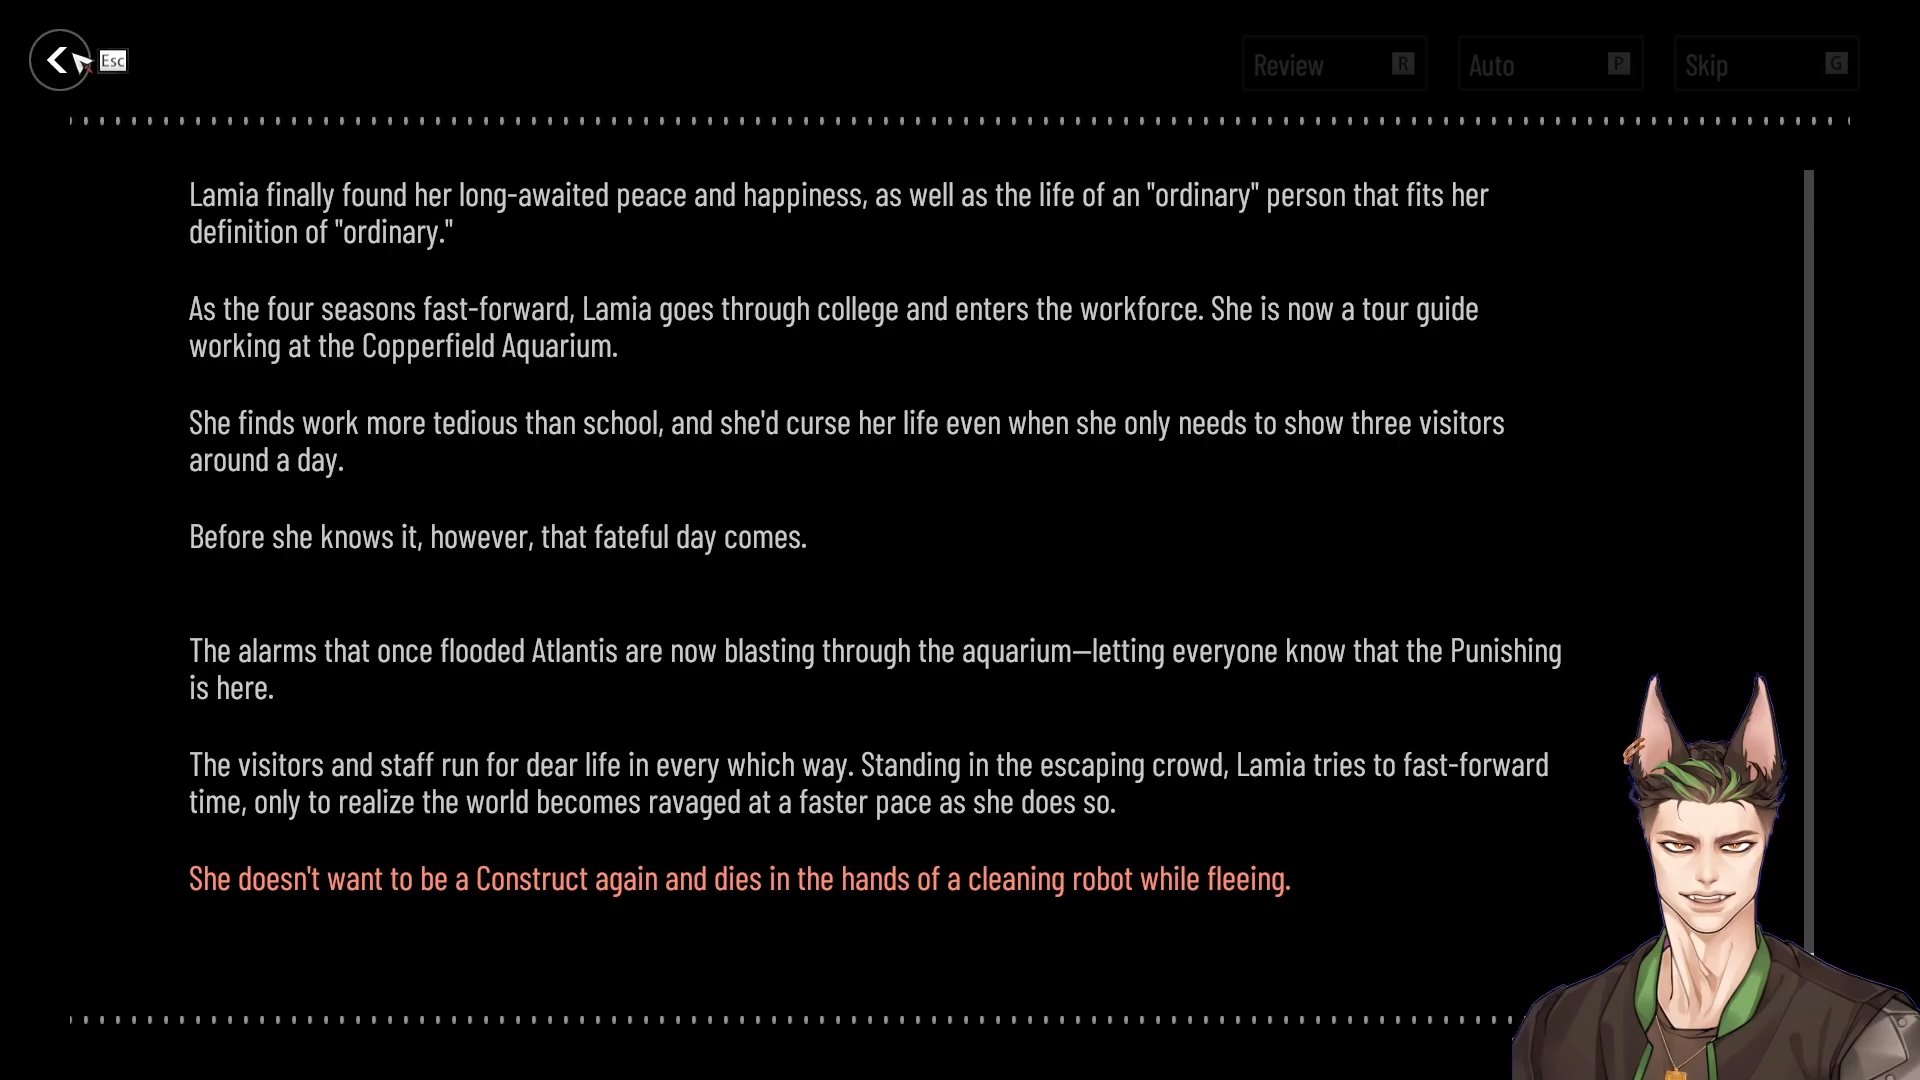 Esc
Review R
Auto P
Skip G
Lamia finally found her long-awaited peace and happiness, as well as the life of an "ordinary" person that fits her
definition of "ordinary."
As the four seasons fast-forward, Lamia goes through college and enters the workforce. She is now a tour guide
working at the Copperfield Aquarium.
She finds work more tedious than school, and she'd curse her life even when she only needs to show three visitors
around a day.
Before she knows it, however, that fateful day comes.
The alarms that once flooded Atlantis are now blasting through the aquarium—letting everyone know that the Punishing
is here.
The visitors and staff run for dear life in every which way. Standing in the escaping crowd, Lamia tries to fast-forward
time, only to realize the world becomes ravaged at a faster pace as she does so.
She doesn't want to be a Construct again and dies in the hands of a cleaning robot while fleeing.